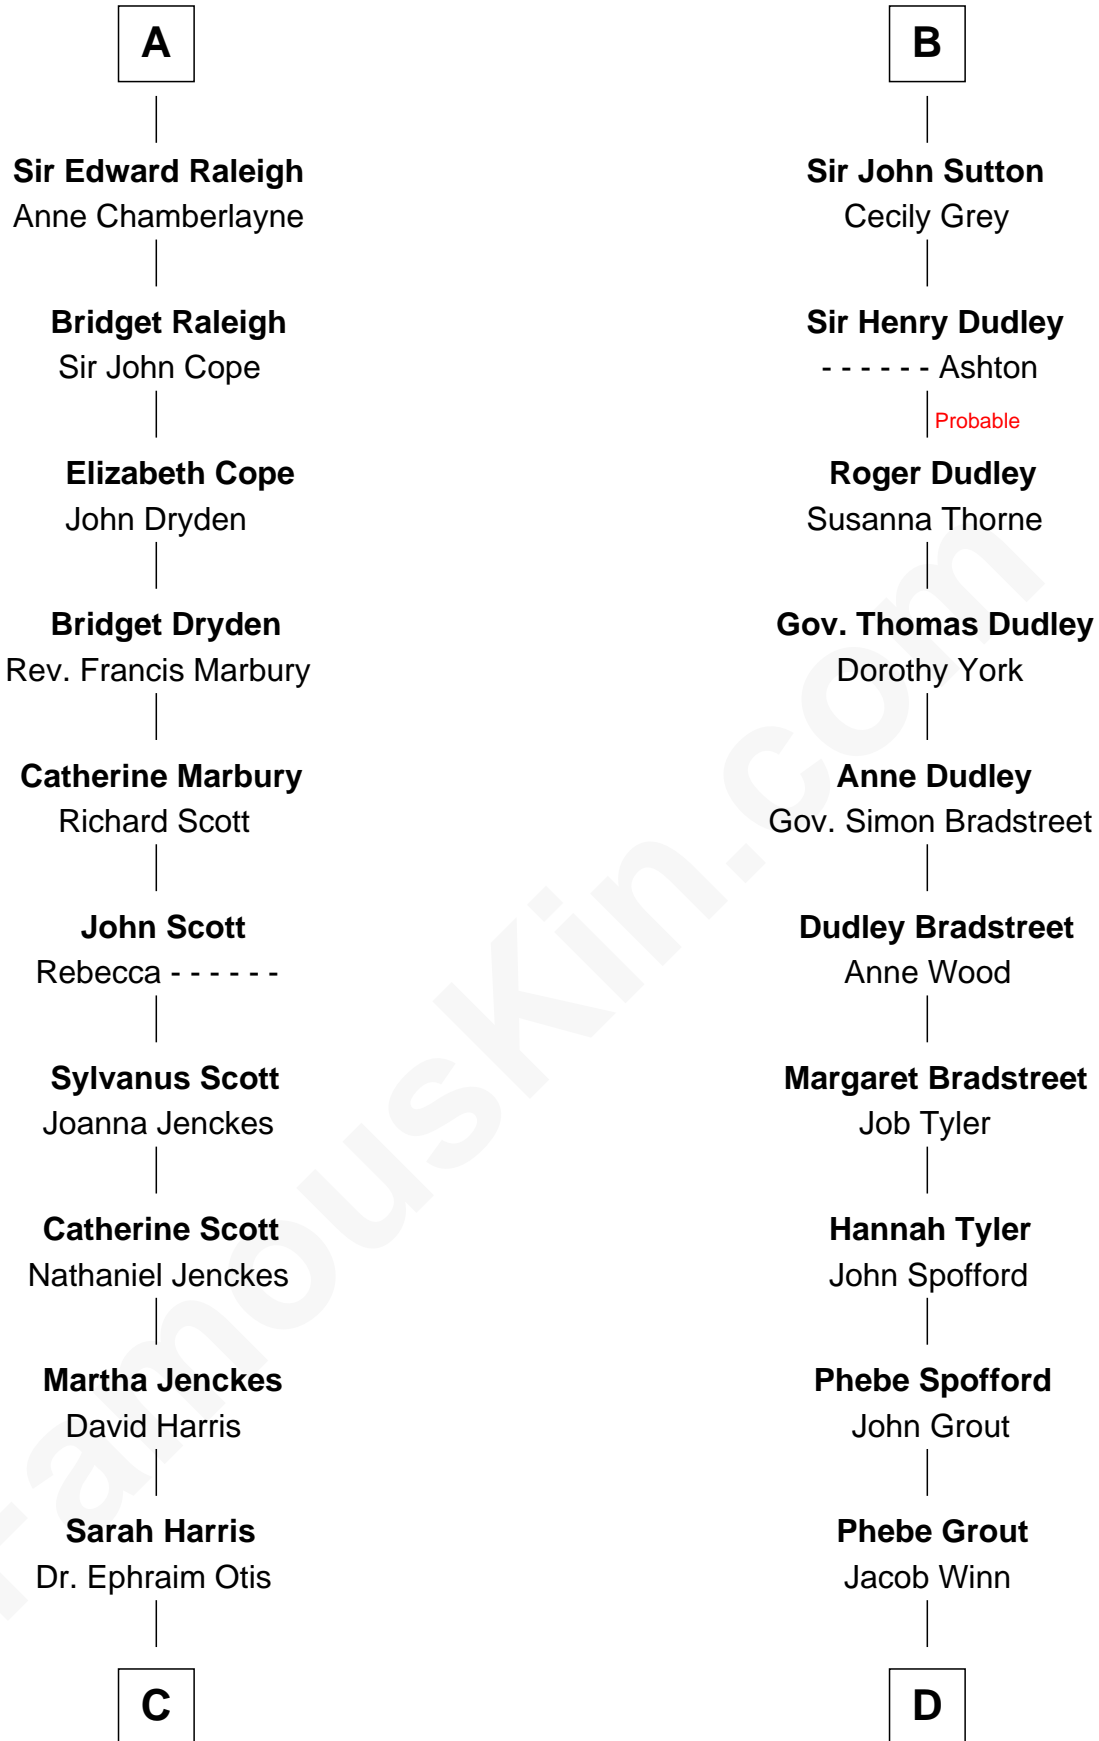 A
Sir Edward Raleigh
Anne Chamberlayne
Bridget Raleigh
Sir John Cope
Elizabeth Cope
John Dryden
Bridget Dryden
Rev. Francis Marbury
Catherine Marbury
Richard Scott
John Scott
Rebecca - - - - - -
Sylvanus Scott
Joanna Jenckes
Catherine Scott
Nathaniel Jenckes
Martha Jenckes
David Harris
Sarah Harris
Dr. Ephraim Otis
C
B
Sir John Sutton
Cecily Grey
Sir Henry Dudley
- - - - - - Ashton
Probable
Roger Dudley
Susanna Thorne
Gov. Thomas Dudley
Dorothy York
Anne Dudley
Gov. Simon Bradstreet
Dudley Bradstreet
Anne Wood
Margaret Bradstreet
Job Tyler
Hannah Tyler
John Spofford
Phebe Spofford
John Grout
Phebe Grout
Jacob Winn
D
FamousKin.com